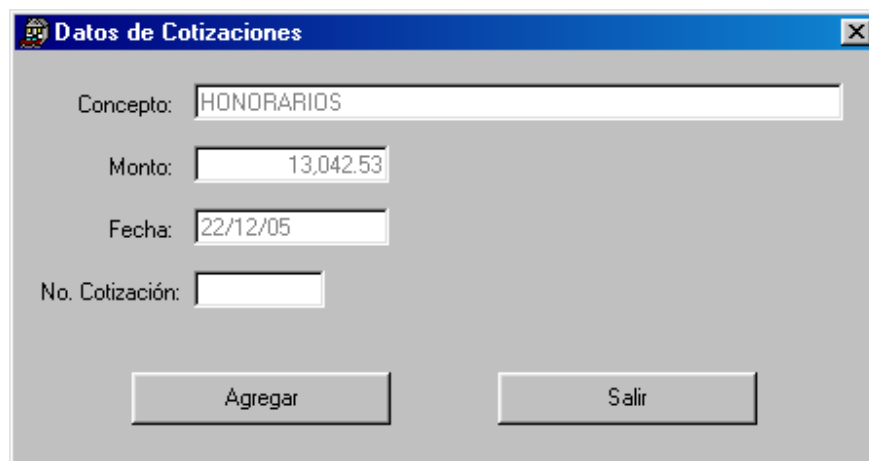 Datos de Cotizaciones
Concepto: HONORARIOS
Monto: 13,042.53
Fecha: 22/12/05
No. Cotización:
Agregar Salir